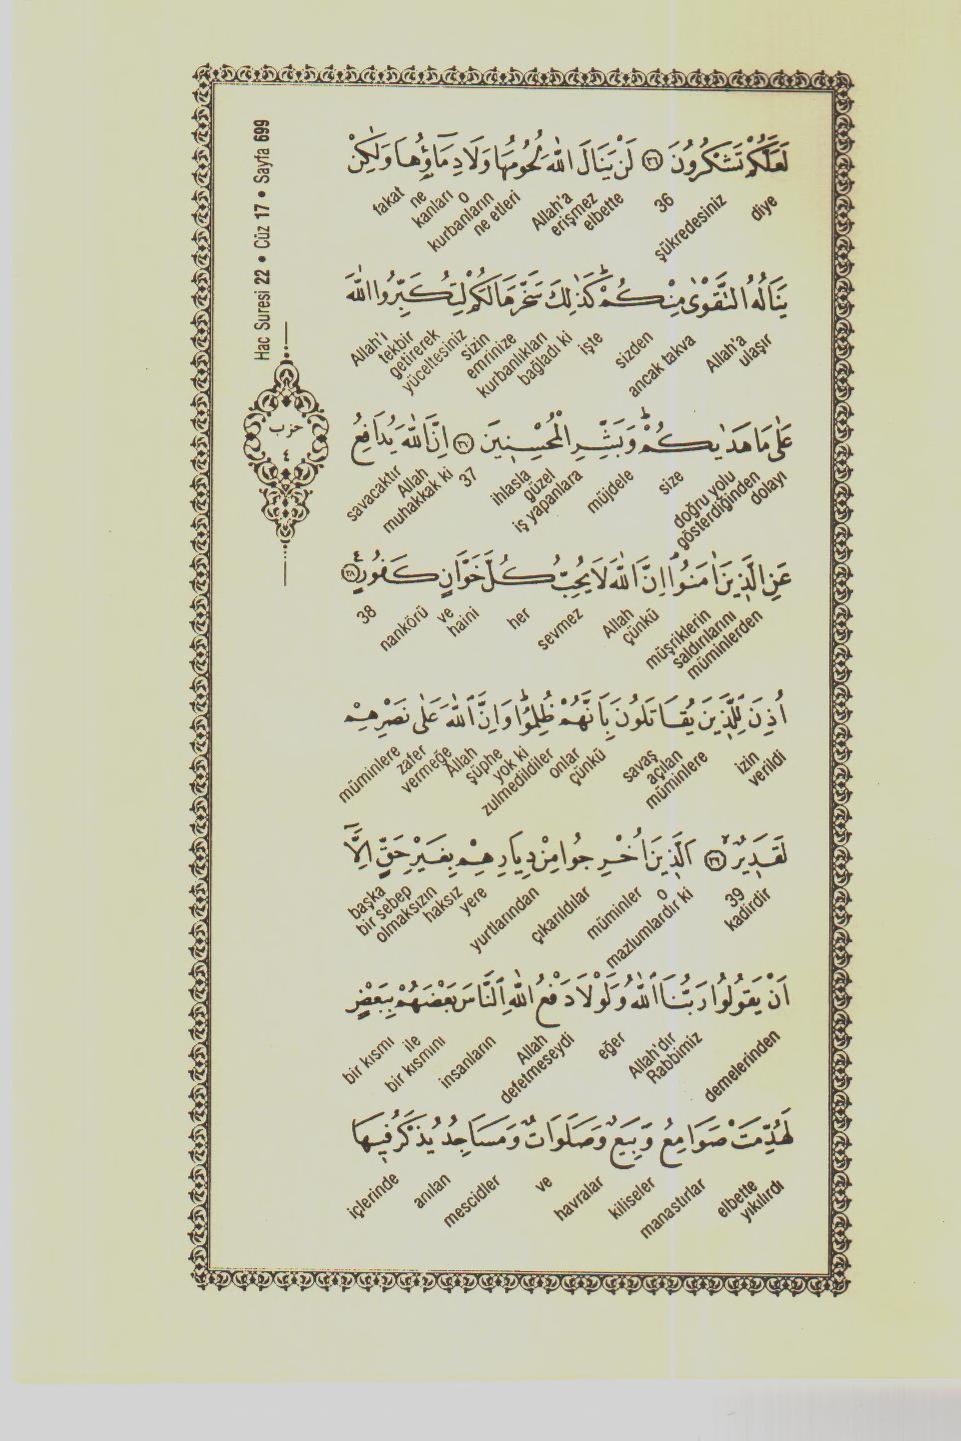 Hac Suresi 22 • Cüz 17 • Sayfa 699
حزب
٤
لَعَلَّكُمْ تَشْكُرُونَ ﴿٣٦﴾ لَنْ يَنَالَ اللّٰهَ لُحُومُهَا وَلَا دِمَاؤُ۬هَا وَلٰكِنْ
diye
şükredesiniz
36
elbette
erişmez
Allah'a
ne etleri
kurbanların
o
kanları
ne
fakat
يَنَالُهُ التَّقْوٰى مِنْكُمْ كَذٰلِكَ سَخَّرَهَا لَكُمْ لِتُكَبِّرُوا اللّٰهَ
ulaşır
Allah'a
ancak takva
sizden
işte
bağladı ki
kurbanlıkları
emrinize
sizin
yüceltesiniz
getirerek
tekbir
Allah'ı
عَلٰى مَا هَدٰيكُمْ وَبَشِّرِ الْمُحْسِنِينَ ﴿٣٧﴾ اِنَّ اللّٰهَ يُدَافِعُ
dolayı
gösterdiğinden
doğru yolu
size
müjdele
iş yapanlara
güzel
ihlasla
37
muhakkak ki
Allah
savacaktır
عَنِ الَّذِينَ اٰمَنُوا اِنَّ اللّٰهَ لَا يُحِبُّ كُلَّ خَوَّانٍ كَفُورٍ ﴿٣٨﴾
müminlerden
saldırılarını
müşriklerin
çünkü
Allah
sevmez
her
haini
ve
nankörü
38
اُذِنَ لِلَّذِينَ يُقَاتَلُونَ بِاَنَّهُمْ ظُلِمُوا وَاِنَّ اللّٰهَ عَلٰى نَصْرِهِمْ
verildi
izin
müminlere
açılan
savaş
çünkü
onlar
zulmedildiler
yok ki
şüphe
Allah
vermeğe
zafer
müminlere
لَقَدِيرٌ ﴿٣٩﴾ اَلَّذِينَ اُخْرِجُوا مِنْ دِيَارِهِمْ بِغَيْرِ حَقٍّ اِلَّٓا
kadirdir
39
mazlumlardır ki
o
müminler
çıkarıldılar
yurtlarından
yere
haksız
olmaksızın
bir sebep
başka
اَنْ يَقُولُوا رَبُّنَا اللّٰهُ وَلَوْلَا دَفْعُ اللّٰهِ النَّاسَ بَعْضَهُمْ بِبَعْضٍ
demelerinden
Rabbimiz
Allah'dır
eğer
defetmeseydi
Allah
insanların
bir kısmını
ile
bir kısmı
لَهُدِّمَتْ صَوَامِعُ وَبِيَعٌ وَصَلَوَاتٌ وَمَسَاجِدُ يُذْكَرُ فِيهَا
yıkılırdı
elbette
manastırlar
kiliseler
havralar
ve
mescidler
anılan
içlerinde